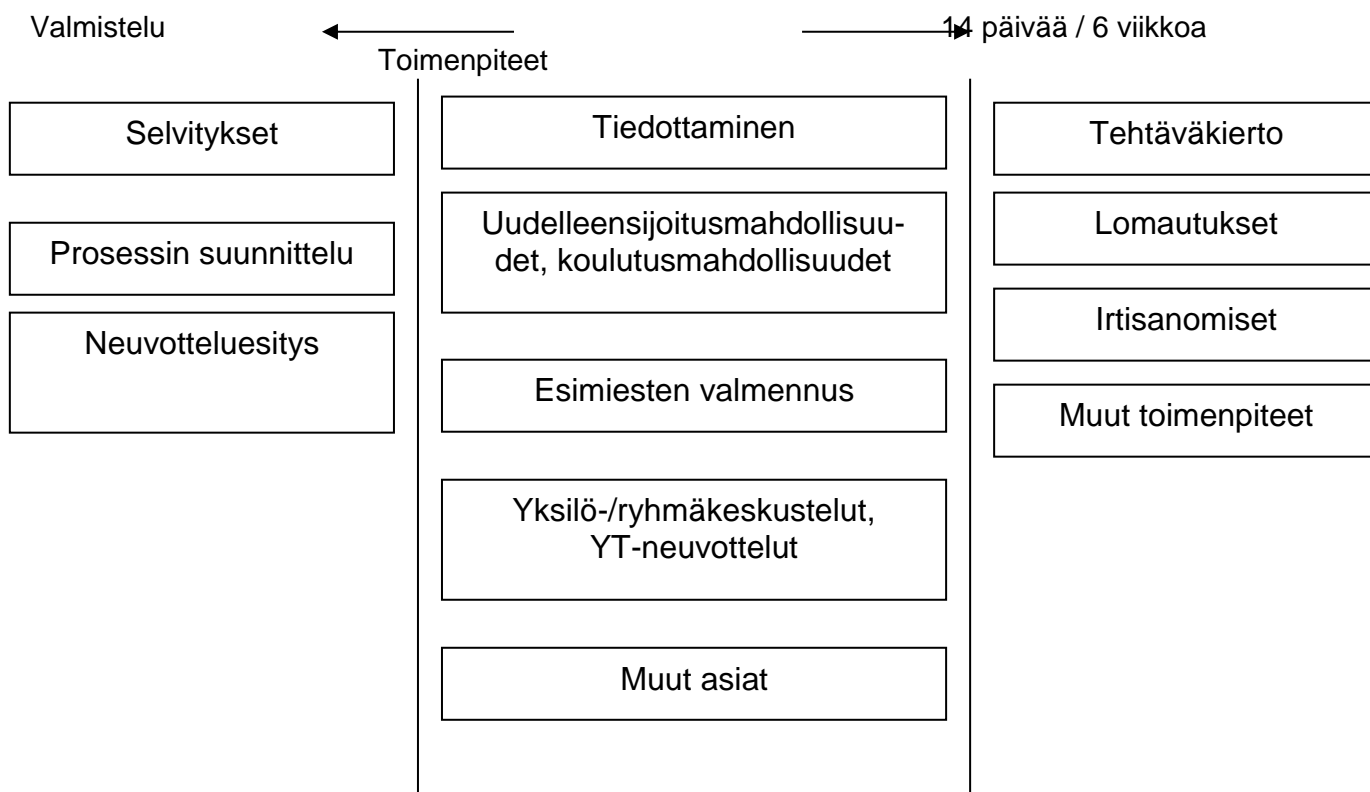 Valmistelu
14 päivää / 6 viikkoa
Toimenpiteet
Selvitykset
Prosessin suunnittelu
Neuvotteluesitys
Tiedottaminen
Uudelleensijoitusmahdollisuu-
det, koulutusmahdollisuudet
Esimiesten valmennus
Yksilö-/ryhmäkeskustelut,
YT-neuvottelut
Muut asiat
Tehtäväkierto
Lomautukset
Irtisanomiset
Muut toimenpiteet